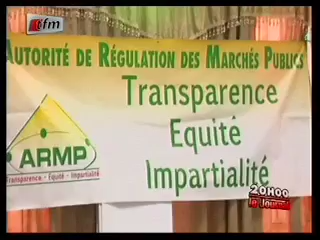 tfm
AUTORITÉ DE RÉGULATION DES MARCHÉS PUBLICS
Transparence
Equité
Impartialité
ARMP
Transparence - Equité - Impartialité
20H00
le Journal